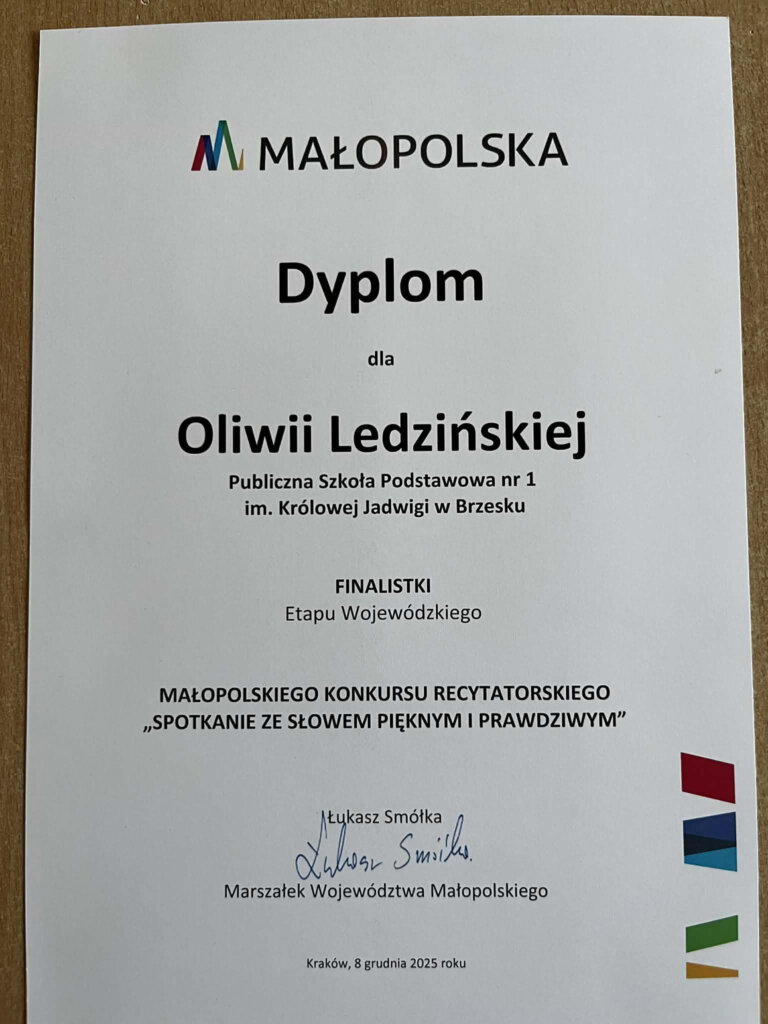 MAŁOPOLSKA
Dyplom
dla
Oliwii Ledzińskiej
Publiczna Szkoła Podstawowa nr 1
im. Królowej Jadwigi w Brzesku
FINALISTKI
Etapu Wojewódzkiego
MAŁOPOLSKIEGO KONKURSU RECYTATORSKIEGO
„SPOTKANIE ZE SŁOWEM PIĘKNYM I PRAWDZIWYM”
Łukasz Smółka
Łukasz Smółka
Marszałek Województwa Małopolskiego
Kraków, 8 grudnia 2025 roku